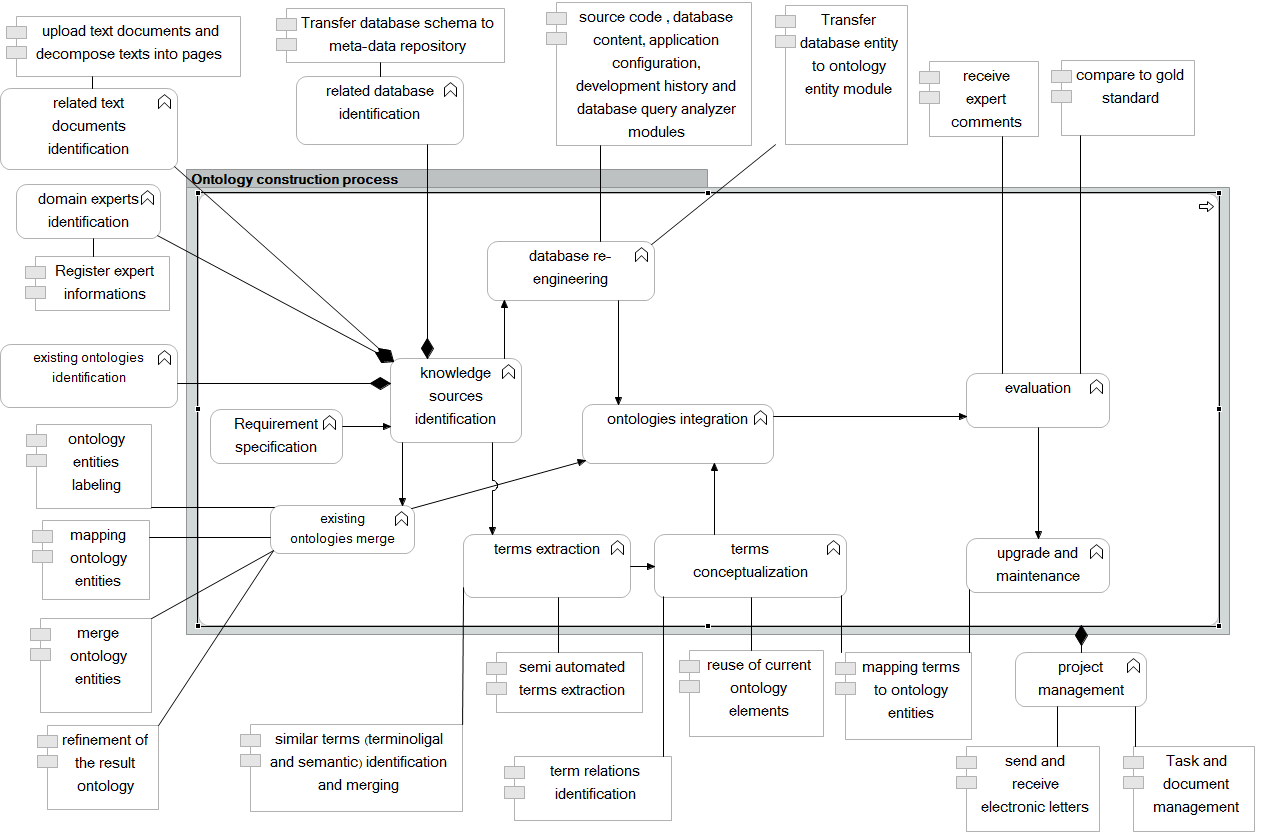 upload text documents and
decompose texts into pages
Transfer database schema to
meta-data repository
source code , database
content, application
configuration,
development history and
database query analyzer
modules
Transfer
database entity
to ontology
entity module
receive
expert
comments
compare to gold
standard
related text
documents
identification
related database
identification
Ontology construction process
domain experts
identification
Register expert
informations
database re-
engineering
existing ontologies
identification
knowledge
sources
identification
evaluation
Requirement
specification
ontologies integration
ontology
entities
labeling
existing
ontologies merge
mapping
ontology
entities
terms extraction
terms
conceptualization
upgrade and
maintenance
merge
ontology
entities
semi automated
terms extraction
reuse of current
ontology
elements
mapping terms
to ontology
entities
project
management
refinement of
the result
ontology
similar terms (terminoligal
and semantic) identification
and merging
term relations
identification
send and
receive
electronic letters
Task and
document
management